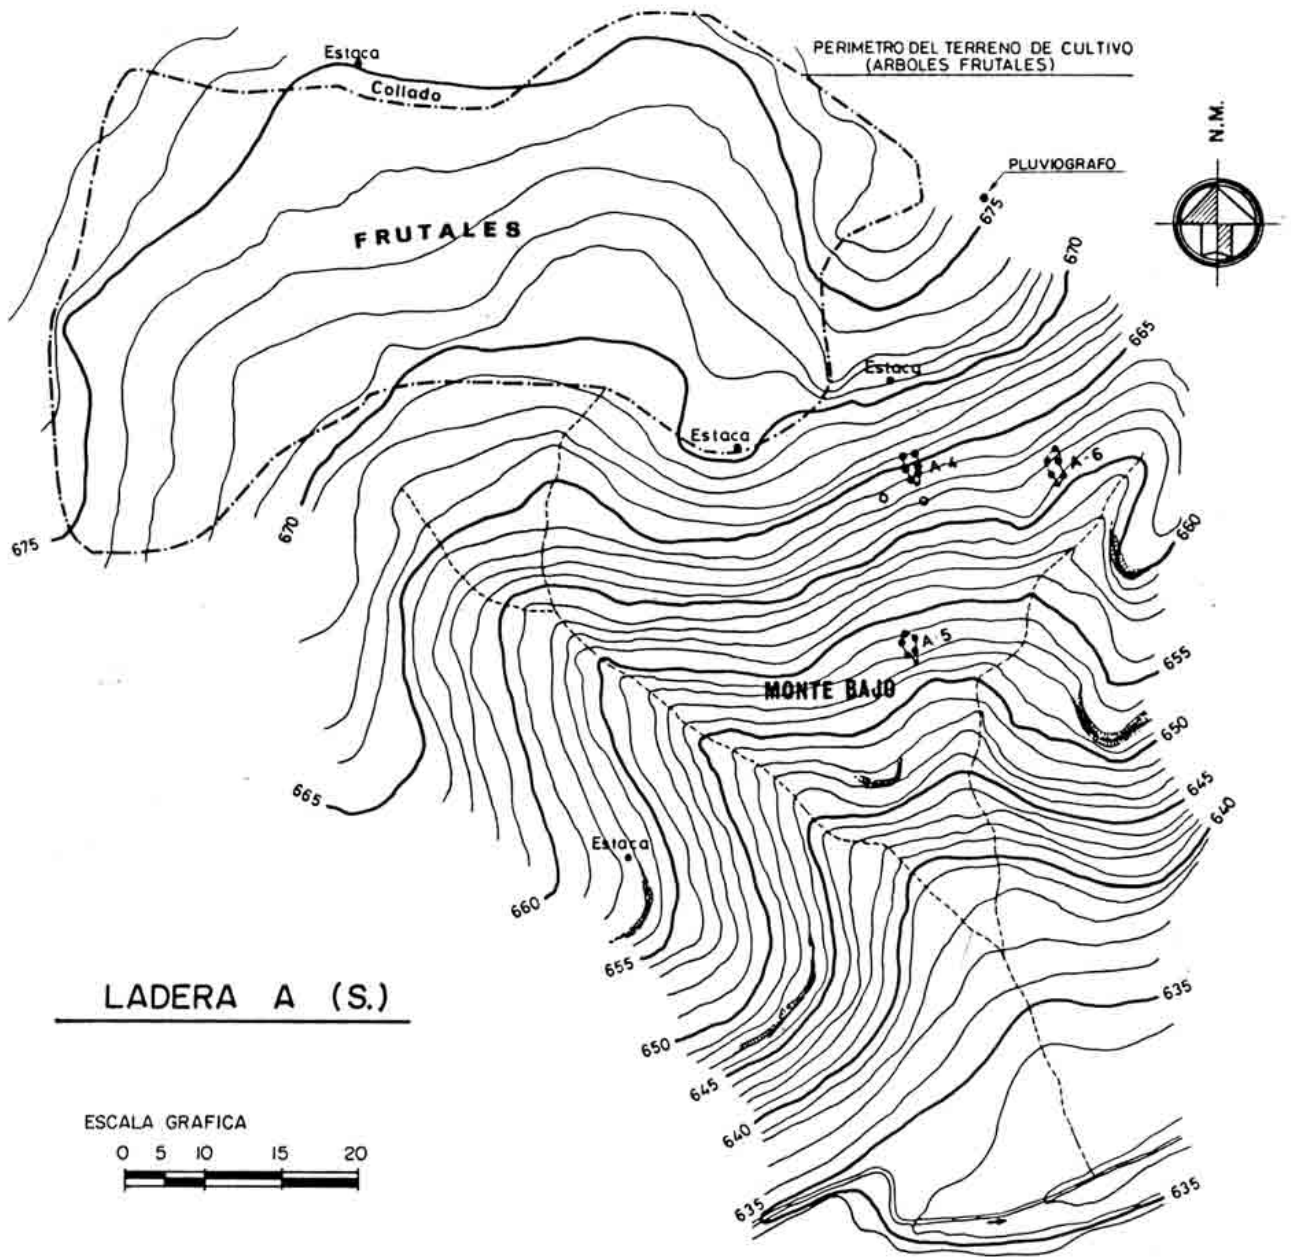 Estaca
Collado
PERIMETRO DEL TERRENO DE CULTIVO
(ARBOLES FRUTALES)
N.M.
PLUVIOGRAFO
675
FRUTALES
670
665
Estaca
Estaca
A-4
A-6
675
670
660
A-5
655
MONTE BAJO
650
645
640
665
Estaca
660
655
LADERA A (S.)
635
650
645
ESCALA GRAFICA
0 5 10 15 20
640
635
635